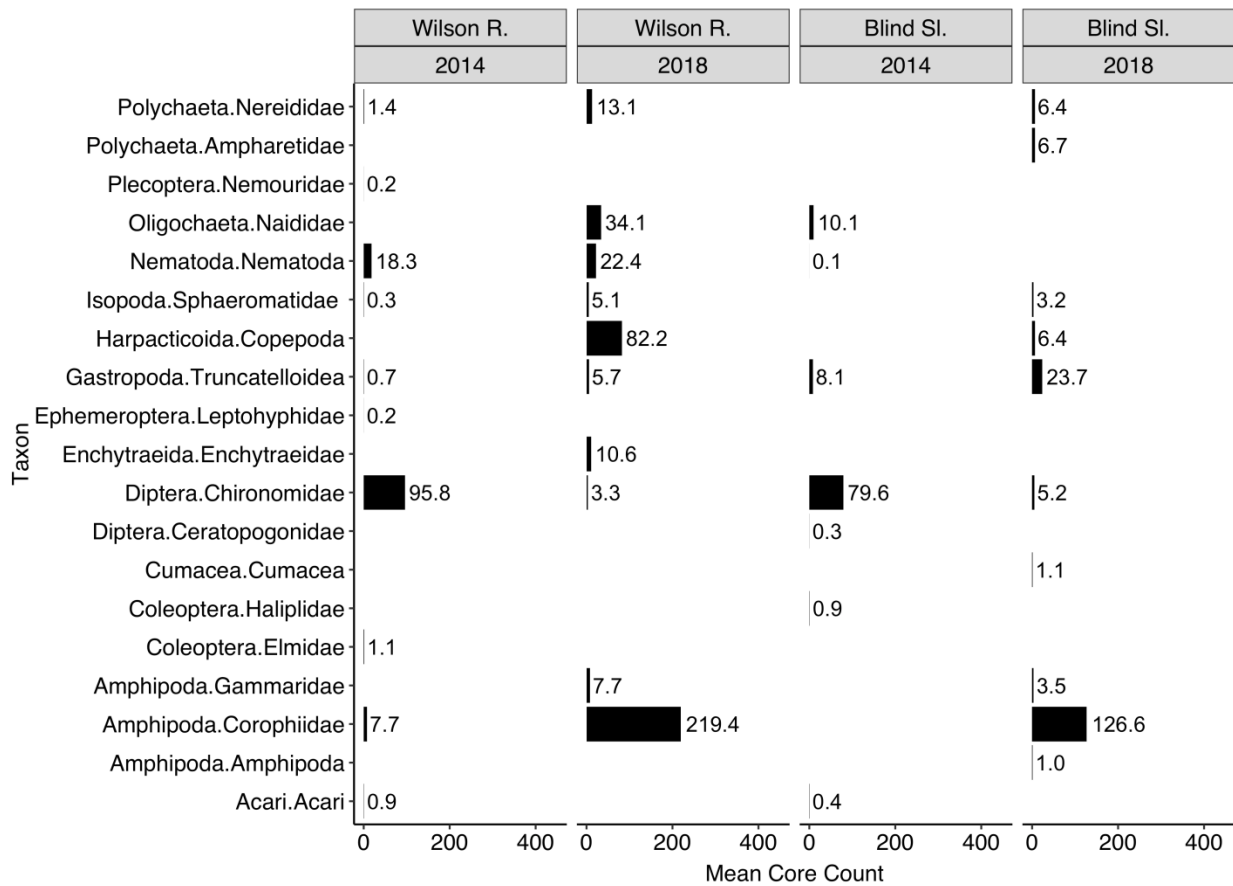 Wilson R. Wilson R. Blind Sl. Blind Sl.
2014 2018 2014 2018
Polychaeta.Nereididae 1.4 13.1 6.4
Polychaeta.Ampharetidae 6.7
Plecoptera.Nemouridae 0.2
Oligochaeta.Naididae 34.1 10.1
Nematoda.Nematoda 18.3 22.4 0.1
Isopoda.Sphaeromatidae 0.3 5.1 3.2
Harpacticoida.Copepoda 82.2 6.4
Gastropoda.Truncatelloidea 0.7 5.7 8.1 23.7
Ephemeroptera.Leptohyphidae 0.2
Enchytraeida.Enchytraeidae 10.6
Diptera.Chironomidae 95.8 3.3 79.6 5.2
Diptera.Ceratopogonidae 0.3
Cumacea.Cumacea 1.1
Coleoptera.Haliplidae 0.9
Coleoptera.Elmidae 1.1
Amphipoda.Gammaridae 7.7 3.5
Amphipoda.Corophiidae 7.7 219.4 126.6
Amphipoda.Amphipoda 1.0
Acari.Acari 0.9 0.4
Taxon
0 200 400 0 200 400 0 200 400 0 200 400
Mean Core Count